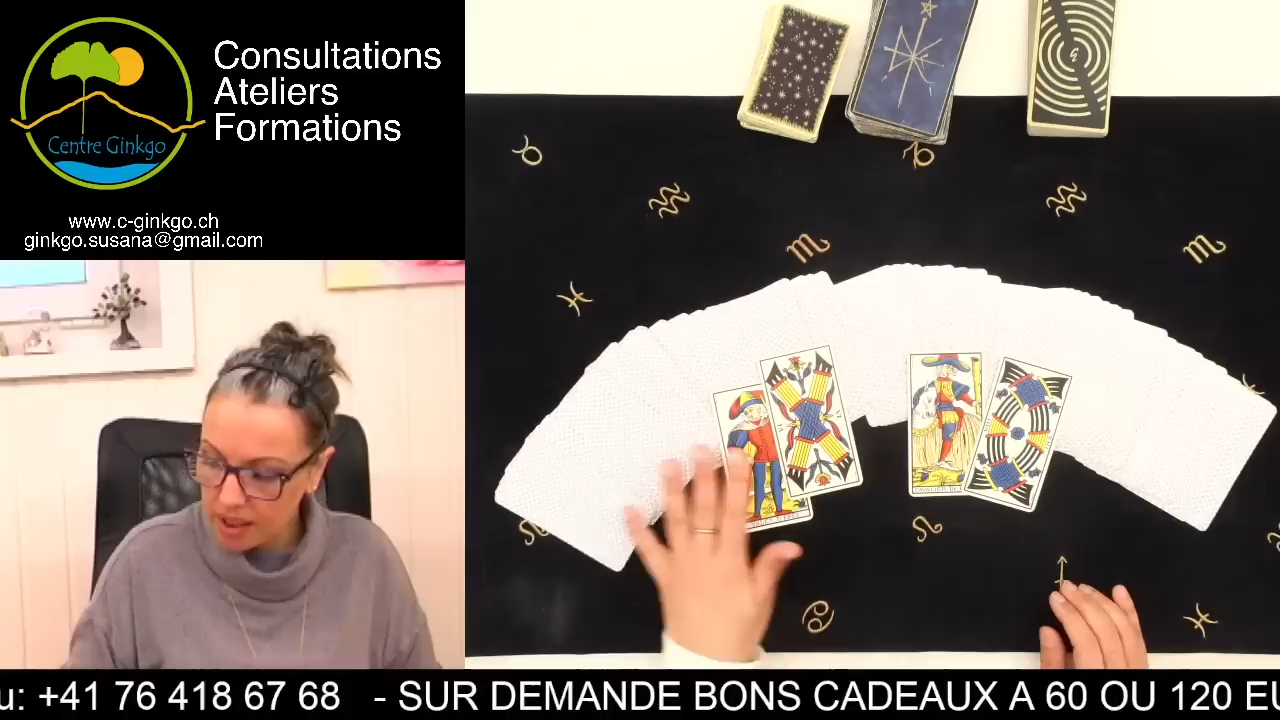 Consultations
Ateliers
Formations
Centre Ginkgo
www.c-ginkgo.ch
ginkgo.susana@gmail.com
u: +41 76 418 67 68 - SUR DEMANDE BONS CADEAUX A 60 OU 120 EU